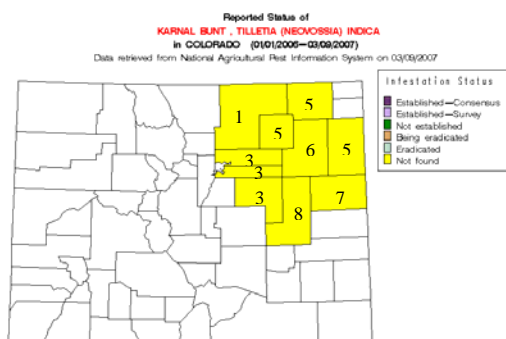 Reported Status of
KARNAL BUNT , TILLETIA (NEOVOSSIA) INDICA
in COLORADO (01/01/2006—03/09/2007)
Data retrieved from National Agricultural Pest Information System on 03/09/2007
Infestation Status
Established—Consensus
Established—Survey
Not established
Being eradicated
Eradicated
Not found
5
1
5
6
5
3
3
3
7
8